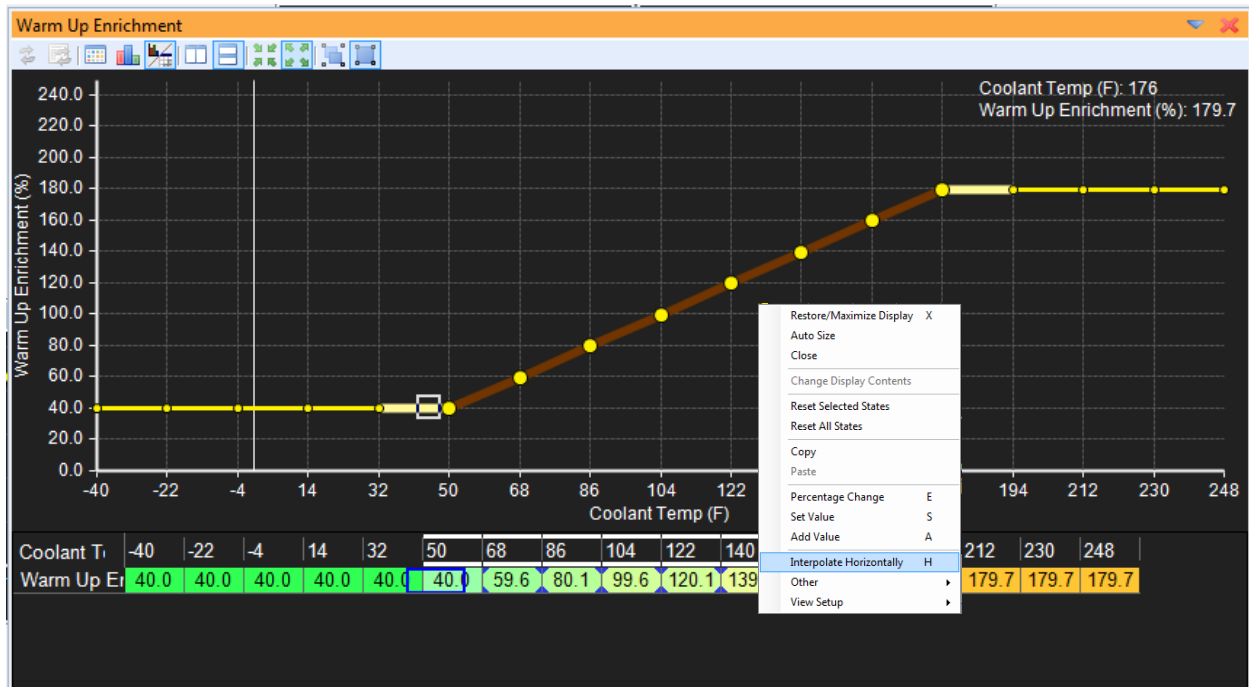 Warm Up Enrichment
Coolant Temp (F): 176
Warm Up Enrichment (%): 179.7
Warm Up Enrichment (%)
240.0
220.0
200.0
180.0
160.0
140.0
120.0
100.0
80.0
60.0
40.0
20.0
0.0
-40 -22 -4 14 32 50 68 86 104 122 194 212 230 248
Coolant Temp (F)
Restore/Maximize Display X
Auto Size
Close
Change Display Contents
Reset Selected States
Reset All States
Copy
Paste
Percentage Change E
Set Value S
Add Value A
Interpolate Horizontally H
Other
View Setup
Coolant T -40 -22 -4 14 32 50 68 86 104 122 140 212 230 248
Warm Up Er 40.0 40.0 40.0 40.0 40.0 40.0 59.6 80.1 99.6 120.1 139 179.7 179.7 179.7